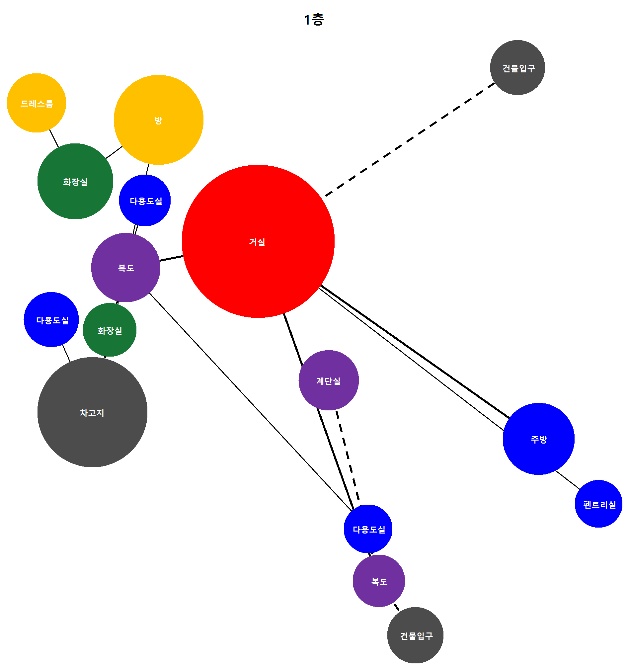 1층
건물입구
드레스룸
방
화장실
다용도실
거실
복도
다용도실
화장실
계단실
차고지
주방
펜트리실
다용도실
복도
건물입구